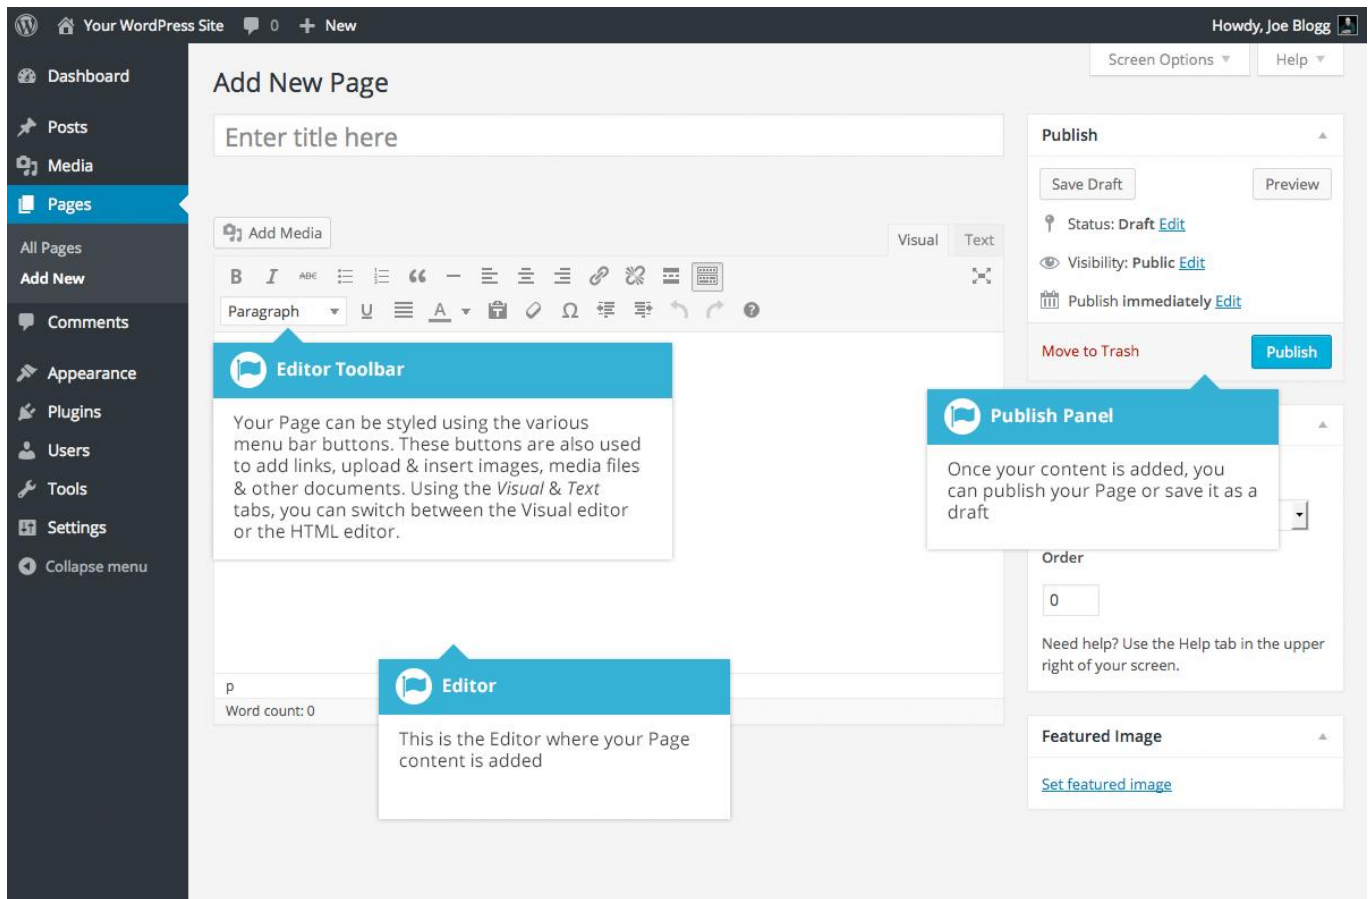 Your WordPress Site 0 + New
Howdy, Joe Blogg
Dashboard
Posts
Media
Pages
All Pages
Add New
Comments
Appearance
Plugins
Users
Tools
Settings
Collapse menu
Screen Options
Help
Add New Page
Enter title here
Add Media
Visual
Text
B I ABC
Paragraph U A Ω
Editor Toolbar
Your Page can be styled using the various
menu bar buttons. These buttons are also used
to add links, upload & insert images, media files
& other documents. Using the Visual & Text
tabs, you can switch between the Visual editor
or the HTML editor.
p
Word count: 0
Editor
This is the Editor where your Page
content is added
Publish
Save Draft
Preview
Status: Draft Edit
Visibility: Public Edit
Publish immediately Edit
Move to Trash
Publish
Publish Panel
Once your content is added, you
can publish your Page or save it as a
draft
Order
0
Need help? Use the Help tab in the upper
right of your screen.
Featured Image
Set featured image